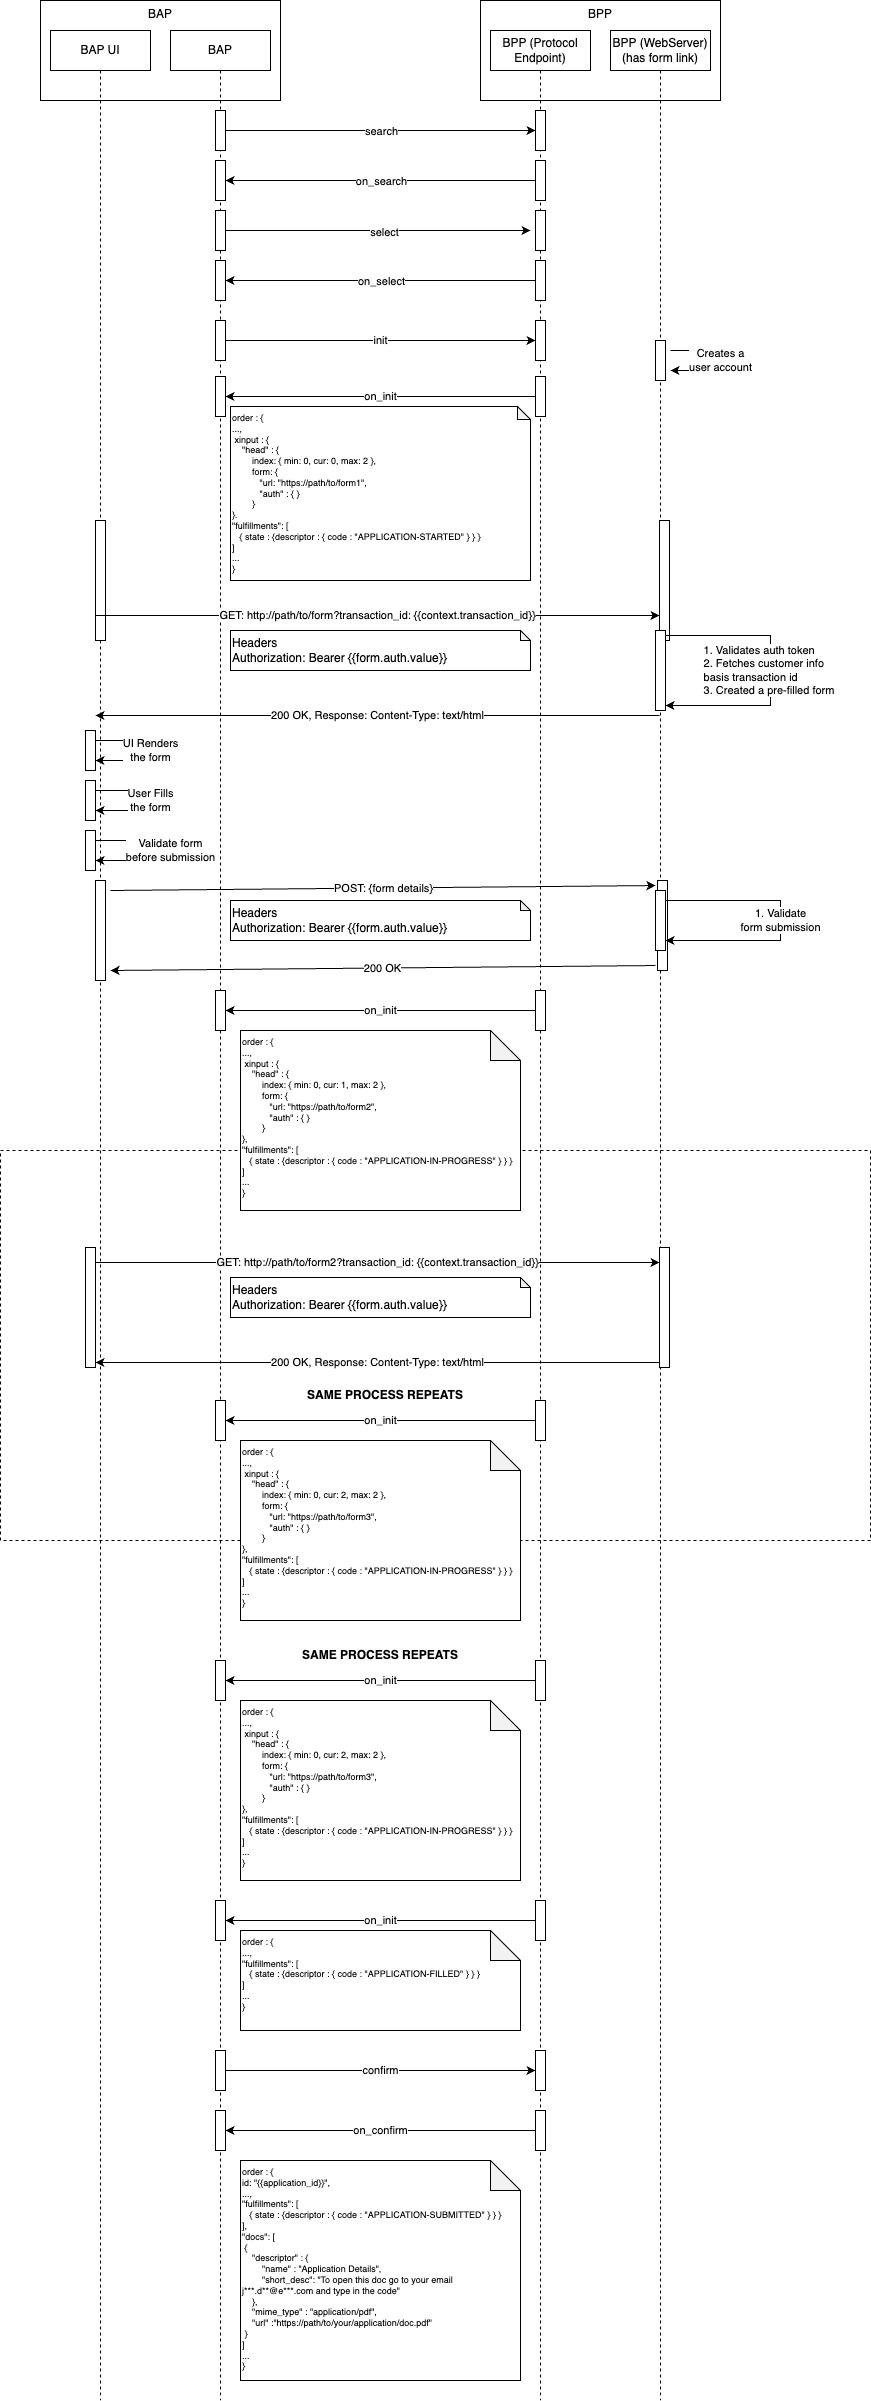 BAP
BPP
BAP UI
BAP
BPP (Protocol
Endpoint)
BPP (WebServer)
(has form link)
search
on_search
select
on_select
init
Creates a
user account
on_init
order : {
...,
xinput : {
"head" : {
index: { min: 0, cur: 0, max: 2 },
form: {
"url: "https://path/to/form1",
"auth" : { }
}
}.
"fulfillments": [
{ state : {descriptor : { code : "APPLICATION-STARTED" } } }
]
...
}
GET: http://path/to/form?transaction_id: {{context.transaction_id}}
Headers
Authorization: Bearer {{form.auth.value}}
1. Validates auth token
2. Fetches customer info
basis transaction id
3. Created a pre-filled form
200 OK, Response: Content-Type: text/html
UI Renders
the form
User Fills
the form
Validate form
before submission
POST: {form details}
Headers
Authorization: Bearer {{form.auth.value}}
1. Validate
form submission
200 OK
on_init
order : {
...,
xinput : {
"head" : {
index: { min: 0, cur: 1, max: 2 },
form: {
"url: "https://path/to/form2",
"auth" : { }
}
},
"fulfillments": [
{ state : {descriptor : { code : "APPLICATION-IN-PROGRESS" } } }
]
...
}
GET: http://path/to/form2?transaction_id: {{context.transaction_id}}
Headers
Authorization: Bearer {{form.auth.value}}
200 OK, Response: Content-Type: text/html
SAME PROCESS REPEATS
on_init
order : {
...,
xinput : {
"head" : {
index: { min: 0, cur: 2, max: 2 },
form: {
"url: "https://path/to/form3",
"auth" : { }
}
},
"fulfillments": [
{ state : {descriptor : { code : "APPLICATION-IN-PROGRESS" } } }
]
...
}
SAME PROCESS REPEATS
on_init
order : {
...,
xinput : {
"head" : {
index: { min: 0, cur: 2, max: 2 },
form: {
"url: "https://path/to/form3",
"auth" : { }
}
},
"fulfillments": [
{ state : {descriptor : { code : "APPLICATION-IN-PROGRESS" } } }
]
...
}
on_init
order : {
...,
"fulfillments": [
{ state : {descriptor : { code : "APPLICATION-FILLED" } } }
]
...
}
confirm
on_confirm
order : {
id: "{{application_id}}",
...,
"fulfillments": [
{ state : {descriptor : { code : "APPLICATION-SUBMITTED" } } }
],
"docs": [
{
"descriptor" : {
"name" : "Application Details",
"short_desc": "To open this doc go to your email
j***.d**@e***.com and type in the code"
},
"mime_type" : "application/pdf",
"url" :"https://path/to/your/application/doc.pdf"
}
]
...
}